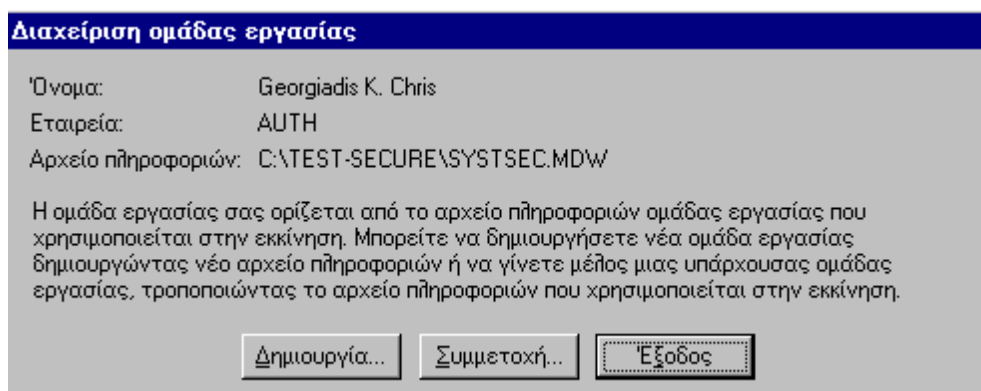 Διαχείριση ομάδας εργασίας
Όνομα: Georgiadis K. Chris
Εταιρεία: AUTH
Αρχείο πληροφοριών: C:\TEST-SECURE\SYSTSEC.MDW
Η ομάδα εργασίας σας ορίζεται από το αρχείο πληροφοριών ομάδας εργασίας που
χρησιμοποιείται στην εκκίνηση. Μπορείτε να δημιουργήσετε νέα ομάδα εργασίας
δημιουργώντας νέο αρχείο πληροφοριών ή να γίνετε μέλος μιας υπάρχουσας ομάδας
εργασίας, τροποποιώντας το αρχείο πληροφοριών που χρησιμοποιείται στην εκκίνηση.
Δημιουργία... Συμμετοχή... Έξοδος